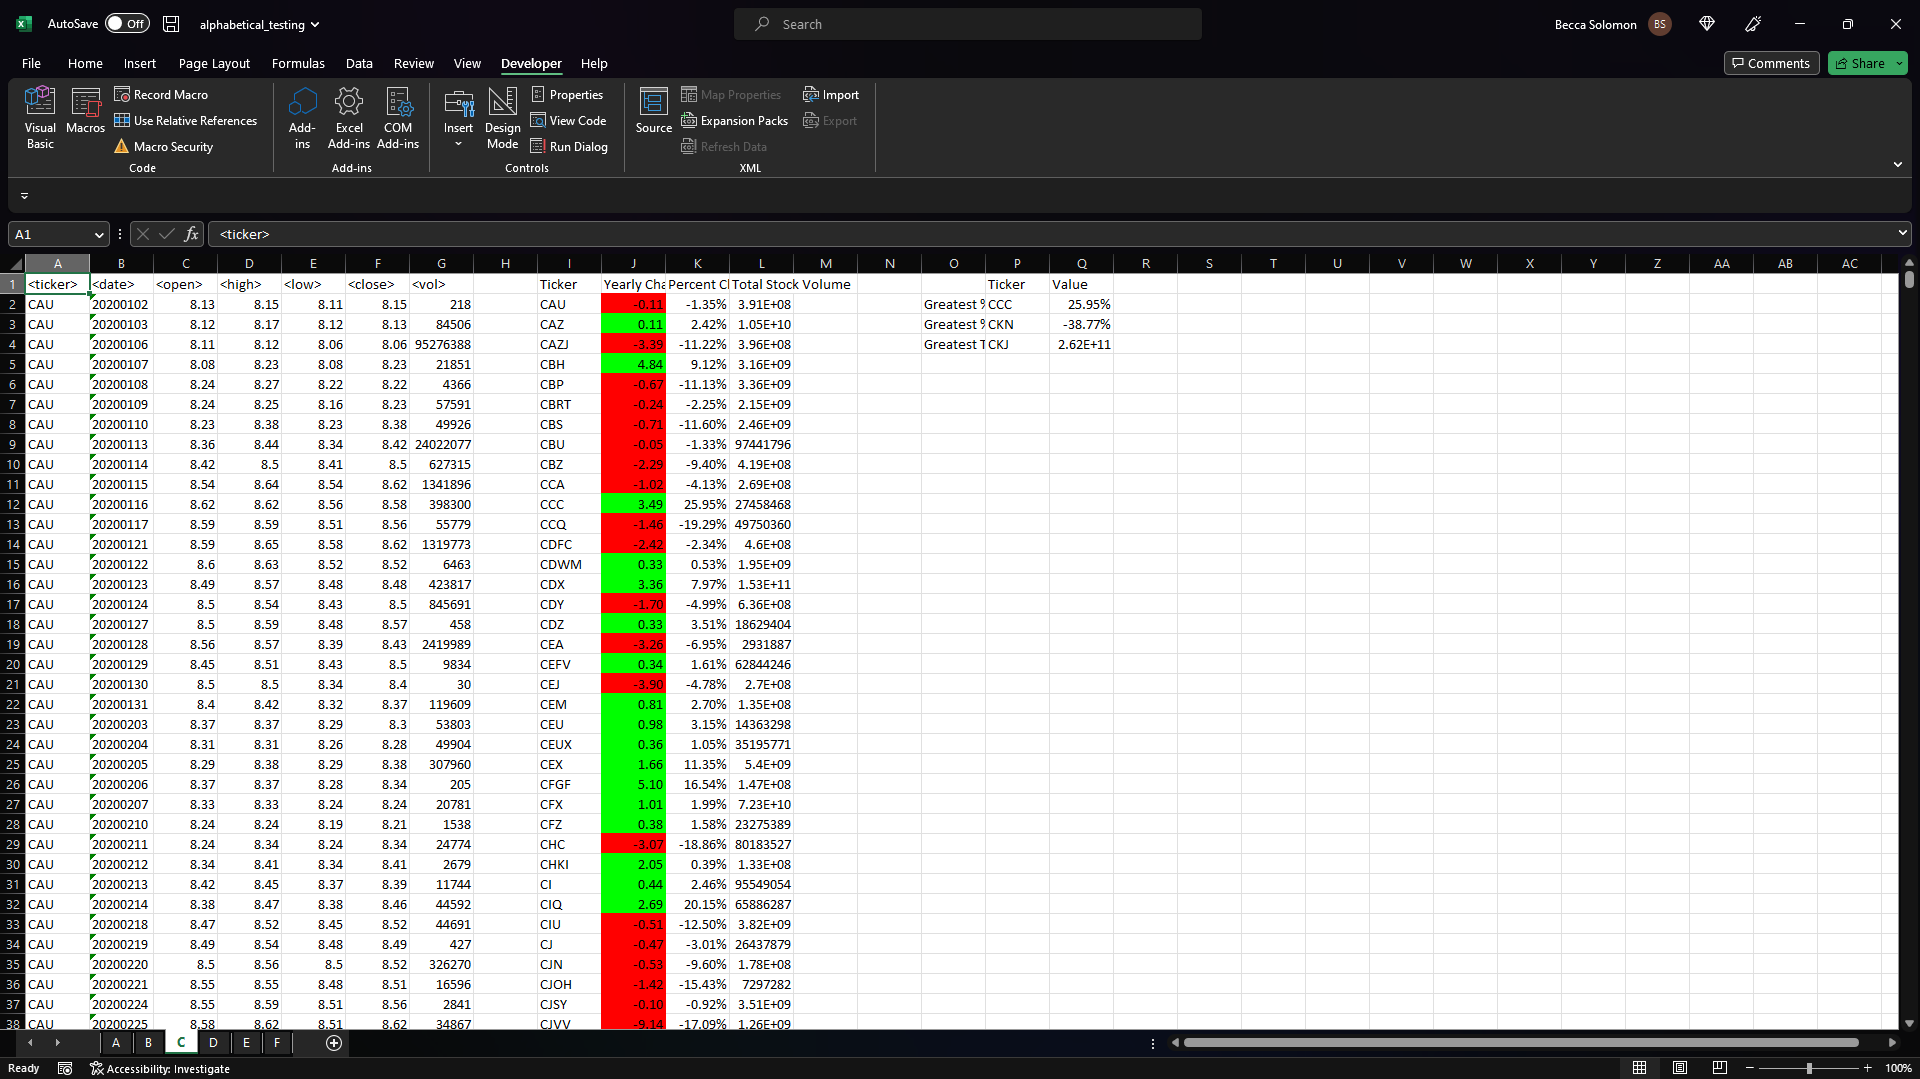 AutoSave Off alphabetical_testing Search Becca Solomon BS
File Home Insert Page Layout Formulas Data Review View Developer Help Comments Share
Visual Basic Macros Record Macro Use Relative References Macro Security Code
Add-ins Excel Add-ins COM Add-ins Add-ins
Insert Design Mode Properties View Code Run Dialog Controls
Source Map Properties Expansion Packs Refresh Data Import Export XML
A1 fx <ticker>
A B C D E F G H I J K L M N O P Q R S T U V W X Y Z AA AB AC
1 <ticker> <date> <open> <high> <low> <close> <vol> Ticker Yearly Cha Percent Cl Total Stock Volume Ticker Value
2 CAU 20200102 8.13 8.15 8.11 8.15 218 CAU -0.11 -1.35% 3.91E+08 Greatest % CCC 25.95%
3 CAU 20200103 8.12 8.17 8.12 8.13 84506 CAZ 0.11 2.42% 1.05E+10 Greatest % CKN -38.77%
4 CAU 20200106 8.11 8.12 8.06 8.06 95276388 CAZJ -3.39 -11.22% 3.96E+08 Greatest T CKJ 2.62E+11
5 CAU 20200107 8.08 8.23 8.08 8.23 21851 CBH 4.84 9.12% 3.16E+09
6 CAU 20200108 8.24 8.27 8.22 8.22 4366 CBP -0.67 -11.13% 3.36E+09
7 CAU 20200109 8.24 8.25 8.16 8.23 57591 CBRT -0.24 -2.25% 2.15E+09
8 CAU 20200110 8.23 8.38 8.23 8.38 49926 CBS -0.71 -11.60% 2.46E+09
9 CAU 20200113 8.36 8.44 8.34 8.42 24022077 CBU -0.05 -1.33% 97441796
10 CAU 20200114 8.42 8.5 8.41 8.5 627315 CBZ -2.29 -9.40% 4.19E+08
11 CAU 20200115 8.54 8.64 8.54 8.62 1341896 CCA -1.02 -4.13% 2.69E+08
12 CAU 20200116 8.62 8.62 8.56 8.58 398300 CCC 3.49 25.95% 27458468
13 CAU 20200117 8.59 8.59 8.51 8.56 55779 CCQ -1.46 -19.29% 49750360
14 CAU 20200121 8.59 8.65 8.58 8.62 1319773 CDFC -2.42 -2.34% 4.6E+08
15 CAU 20200122 8.6 8.63 8.52 8.52 6463 CDWM 0.33 0.53% 1.95E+09
16 CAU 20200123 8.49 8.57 8.48 8.48 423817 CDX 3.36 7.97% 1.53E+11
17 CAU 20200124 8.5 8.54 8.43 8.5 845691 CDY -1.70 -4.99% 6.36E+08
18 CAU 20200127 8.5 8.59 8.48 8.57 458 CDZ 0.33 3.51% 18629404
19 CAU 20200128 8.56 8.57 8.39 8.43 2419989 CEA -3.26 -6.95% 2931887
20 CAU 20200129 8.45 8.51 8.43 8.5 9834 CEFV 0.34 1.61% 62844246
21 CAU 20200130 8.5 8.5 8.34 8.4 30 CEJ -3.90 -4.78% 2.7E+08
22 CAU 20200131 8.4 8.42 8.32 8.37 119609 CEM 0.81 2.70% 1.35E+08
23 CAU 20200203 8.37 8.37 8.29 8.3 53803 CEU 0.98 3.15% 14363298
24 CAU 20200204 8.31 8.31 8.26 8.28 49904 CEUX 0.36 1.05% 35195771
25 CAU 20200205 8.29 8.38 8.29 8.38 307960 CEX 1.66 11.35% 5.4E+09
26 CAU 20200206 8.37 8.37 8.28 8.34 205 CFGF 5.10 16.54% 1.47E+08
27 CAU 20200207 8.33 8.33 8.24 8.24 20781 CFX 1.01 1.99% 7.23E+10
28 CAU 20200210 8.24 8.24 8.19 8.21 1538 CFZ 0.38 1.58% 23275389
29 CAU 20200211 8.24 8.34 8.24 8.34 24774 CHC -3.07 -18.86% 80183527
30 CAU 20200212 8.34 8.41 8.34 8.41 2679 CHKI 2.05 0.39% 1.33E+08
31 CAU 20200213 8.42 8.45 8.37 8.39 11744 CI 0.44 2.46% 95549054
32 CAU 20200214 8.38 8.47 8.38 8.46 44592 CIQ 2.69 20.15% 65886287
33 CAU 20200218 8.47 8.52 8.45 8.52 44691 CIU -0.51 -12.50% 3.82E+09
34 CAU 20200219 8.49 8.54 8.48 8.49 427 CJ -0.47 -3.01% 26437879
35 CAU 20200220 8.5 8.56 8.5 8.52 326270 CJN -0.53 -9.60% 1.78E+08
36 CAU 20200221 8.55 8.55 8.48 8.51 16596 CJOH -1.42 -15.43% 7297282
37 CAU 20200224 8.55 8.59 8.51 8.56 2841 CJSY -0.10 -0.92% 3.51E+09
38 CAU 20200225 8.58 8.62 8.51 8.62 34867 CJVV -9.14 -17.09% 1.26E+09
A B C D E F
Ready Accessibility: Investigate 100%